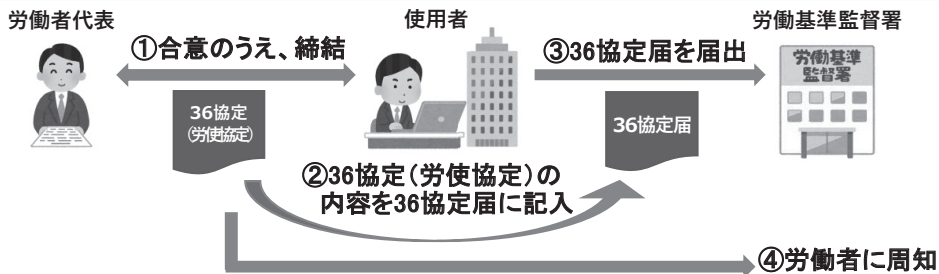 労働者代表
使用者
労働基準監督署
①合意のうえ、締結
③36協定届を届出
労働基準
監督署
36協定
(労使協定)
36協定届
②36協定(労使協定)の
内容を36協定届に記入
④労働者に周知